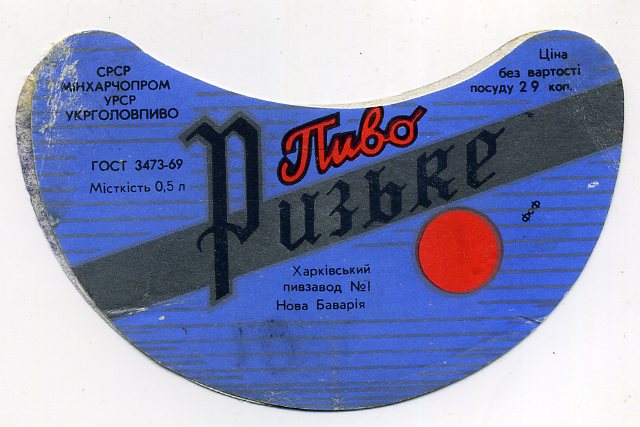 СРСР
МІНХАРЧОПРОМ
УРСР
УКРГОЛОВПИВО
ГОСТ 3473-69
Місткість 0,5 л
Ціна
без вартості
посуду 29 коп.
Пиво
Ризьке
Харківський
пивзавод №1
Нова Баварія